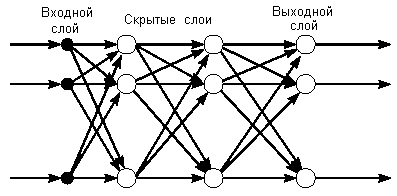 Входной
слой
Скрытые слои
Выходной
слой